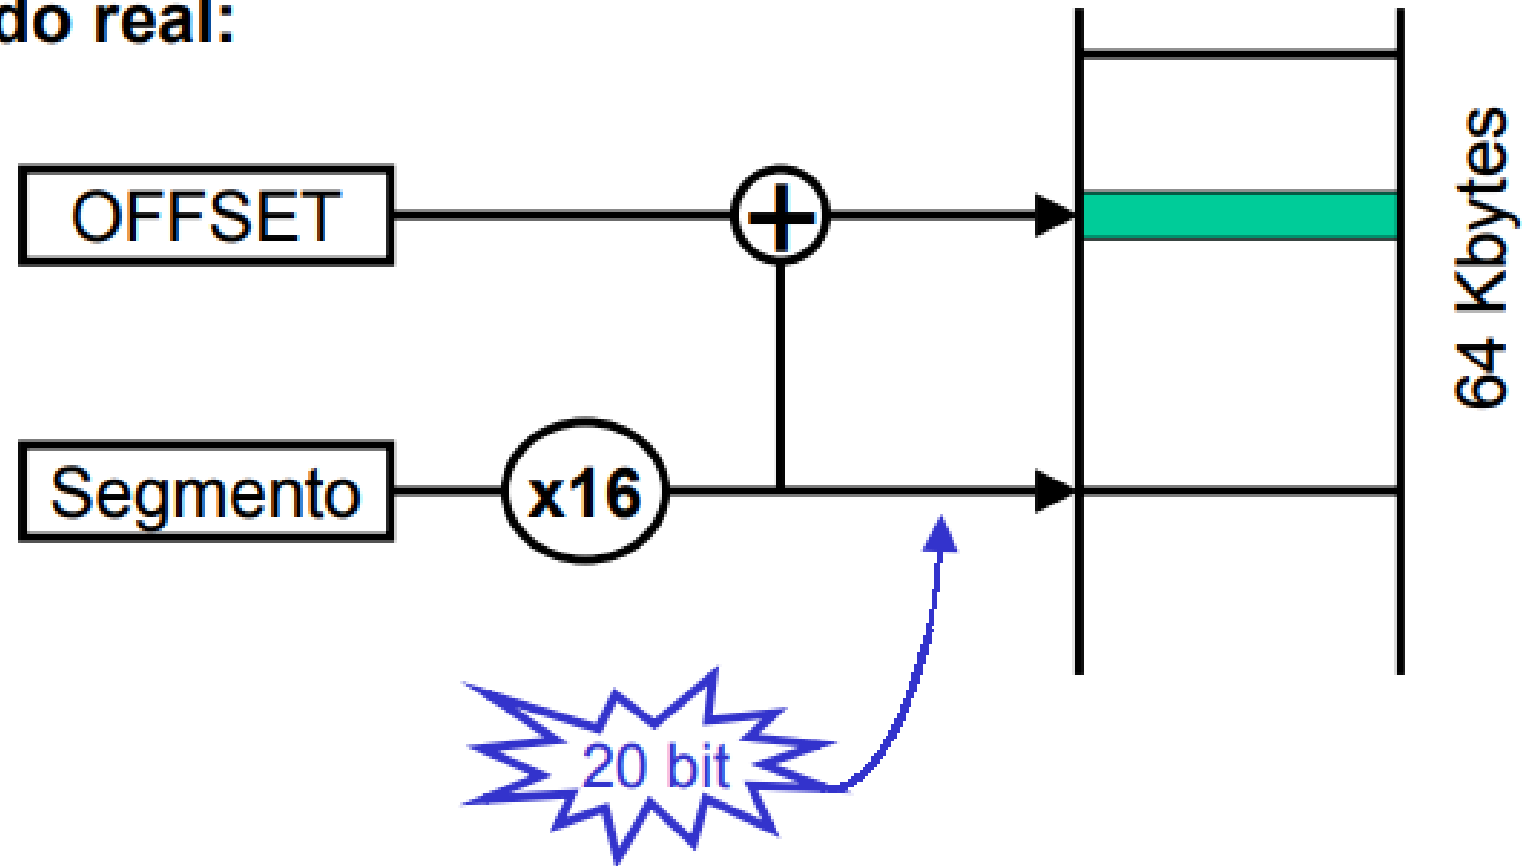 do real:
OFFSET
+
64 Kbytes
Segmento
x16
20 bit